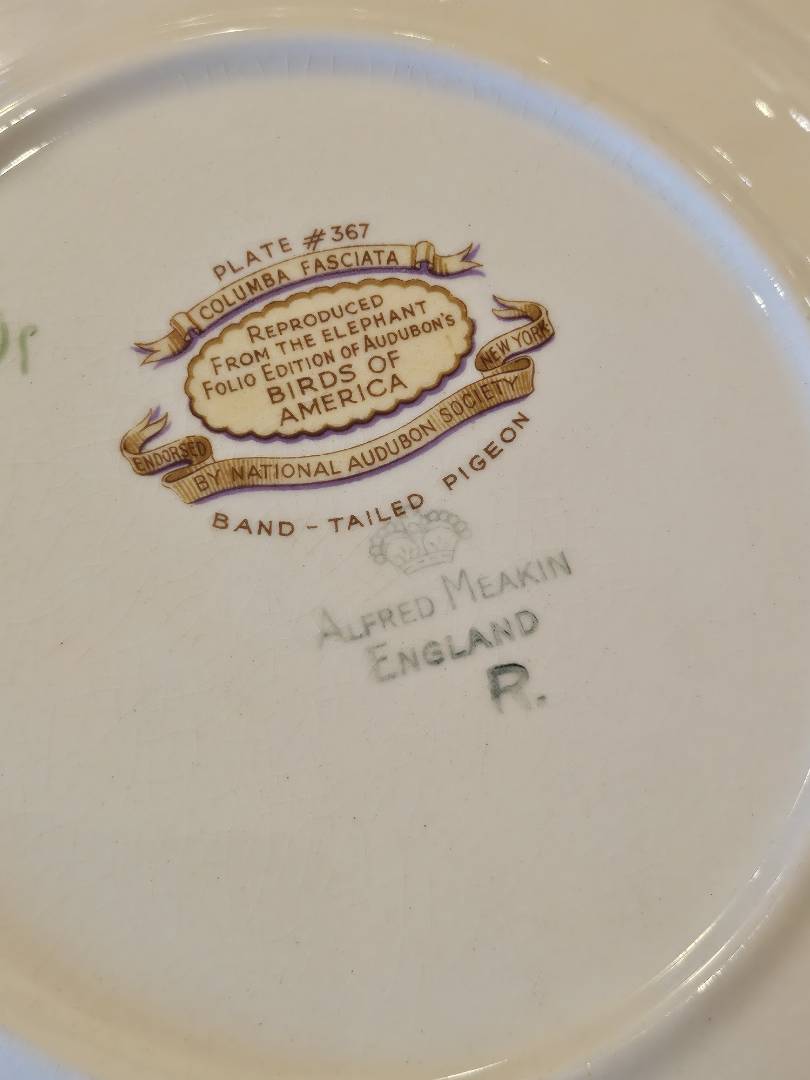 PLATE #367
COLUMBA FASCIATA
REPRODUCED
FROM THE ELEPHANT
FOLIO EDITION OF AUDUBON'S
BIRDS OF
AMERICA
ENDORSED
BY NATIONAL AUDUBON SOCIETY
NEW YORK
BAND-TAILED PIGEON
ALFRED MEAKIN
ENGLAND
R.